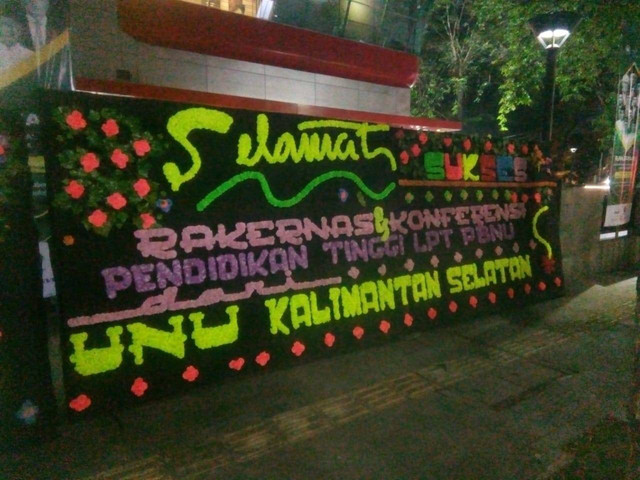 Selamat
SUKSES
RAKERNAS & KONFERENSI
PENDIDIKAN TINGGI LPT PBNU
dari
UNU KALIMANTAN SELATAN